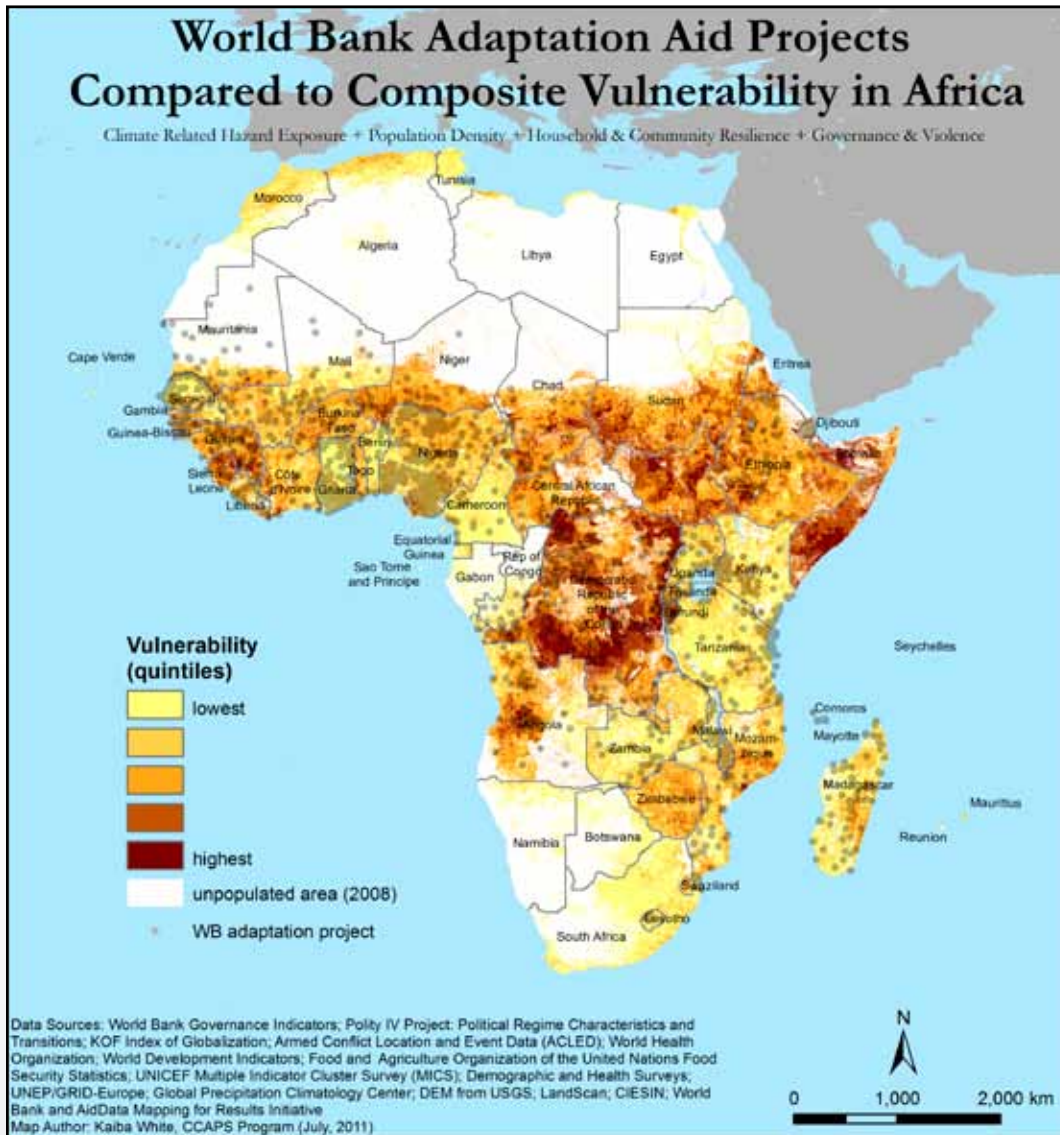 World Bank Adaptation Aid Projects
Compared to Composite Vulnerability in Africa
Climate Related Hazard Exposure + Population Density + Household & Community Resilience + Governance & Violence
Tunisia
Morocco
Algeria
Libya
Egypt
Mauritania
Mali
Niger
Chad
Sudan
Eritrea
Cape Verde
Senegal
Gambia
Guinea-Bissau
Guinea
Sierra
Leone
Liberia
Côte
d'Ivoire
Burkina
Faso
Ghana
Togo
Benin
Nigeria
Cameroon
Central African
Republic
Djibouti
Ethiopia
Somalia
Equatorial
Guinea
Sao Tome
and Principe
Gabon
Rep of
Congo
Democratic
Republic
of the
Uganda
Kenya
Tanzania
Seychelles
Comoros
Mayotte
Angola
Zambia
Malawi
Mozam-
bique
Zimbabwe
Madagascar
Mauritius
Reunion
Namibia
Botswana
Swaziland
Lesotho
South Africa
Vulnerability
(quintiles)
lowest
highest
unpopulated area (2008)
WB adaptation project
Data Sources: World Bank Governance Indicators; Polity IV Project: Political Regime Characteristics and
Transitions; KOF Index of Globalization; Armed Conflict Location and Event Data (ACLED); World Health
Organization; World Development Indicators; Food and Agriculture Organization of the United Nations Food
Security Statistics; UNICEF Multiple Indicator Cluster Survey (MICS); Demographic and Health Surveys;
UNEP/GRID-Europe; Global Precipitation Climatology Center; DEM from USGS; LandScan; CIESIN; World
Bank and AidData Mapping for Results Initiative
Map Author: Kaiba White, CCAPS Program (July, 2011)
N
0 1,000 2,000 km